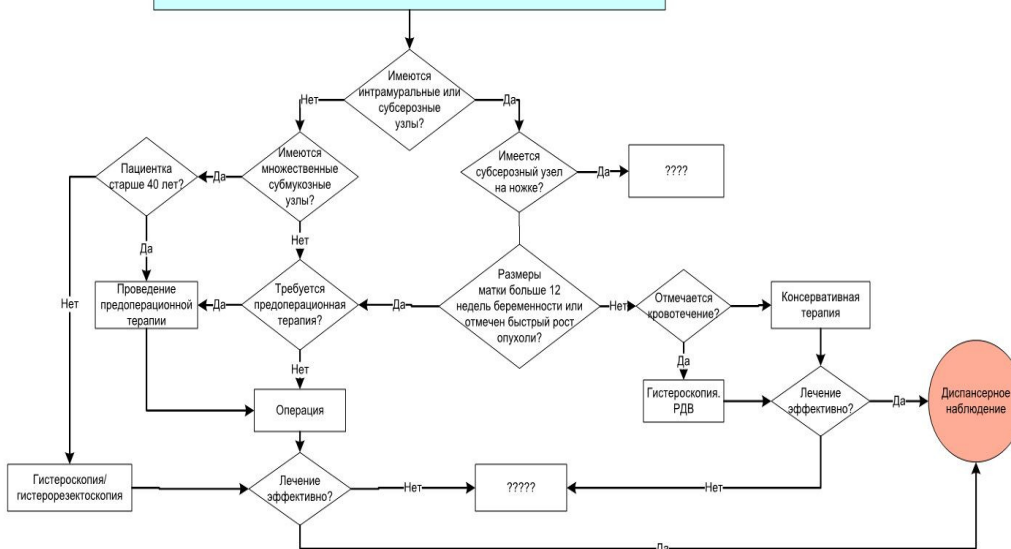 Имеются
интрамуральные или
субсерозные
узлы?
Нет
Да
Пациентка
старше 40 лет?
Да
Имеются
множественные
субмукозные
узлы?
Имеется
субсерозный узел
на ножке?
Да
????
Да
Нет
Нет
Проведение
предоперационной
терапии
Да
Требуется
предоперационная
терапия?
Да
Размеры
матки больше 12
недель беременности или
отмечен быстрый рост
опухоли?
Нет
Отмечается
кровотечение?
Консервативная
терапия
Нет
Да
Операция
Гистероскопия.
РДВ
Лечение
эффективно?
Да
Диспансерное
наблюдение
Гистероскопия/
гистерорезектоскопия
Лечение
эффективно?
Нет
?????
Нет
Да